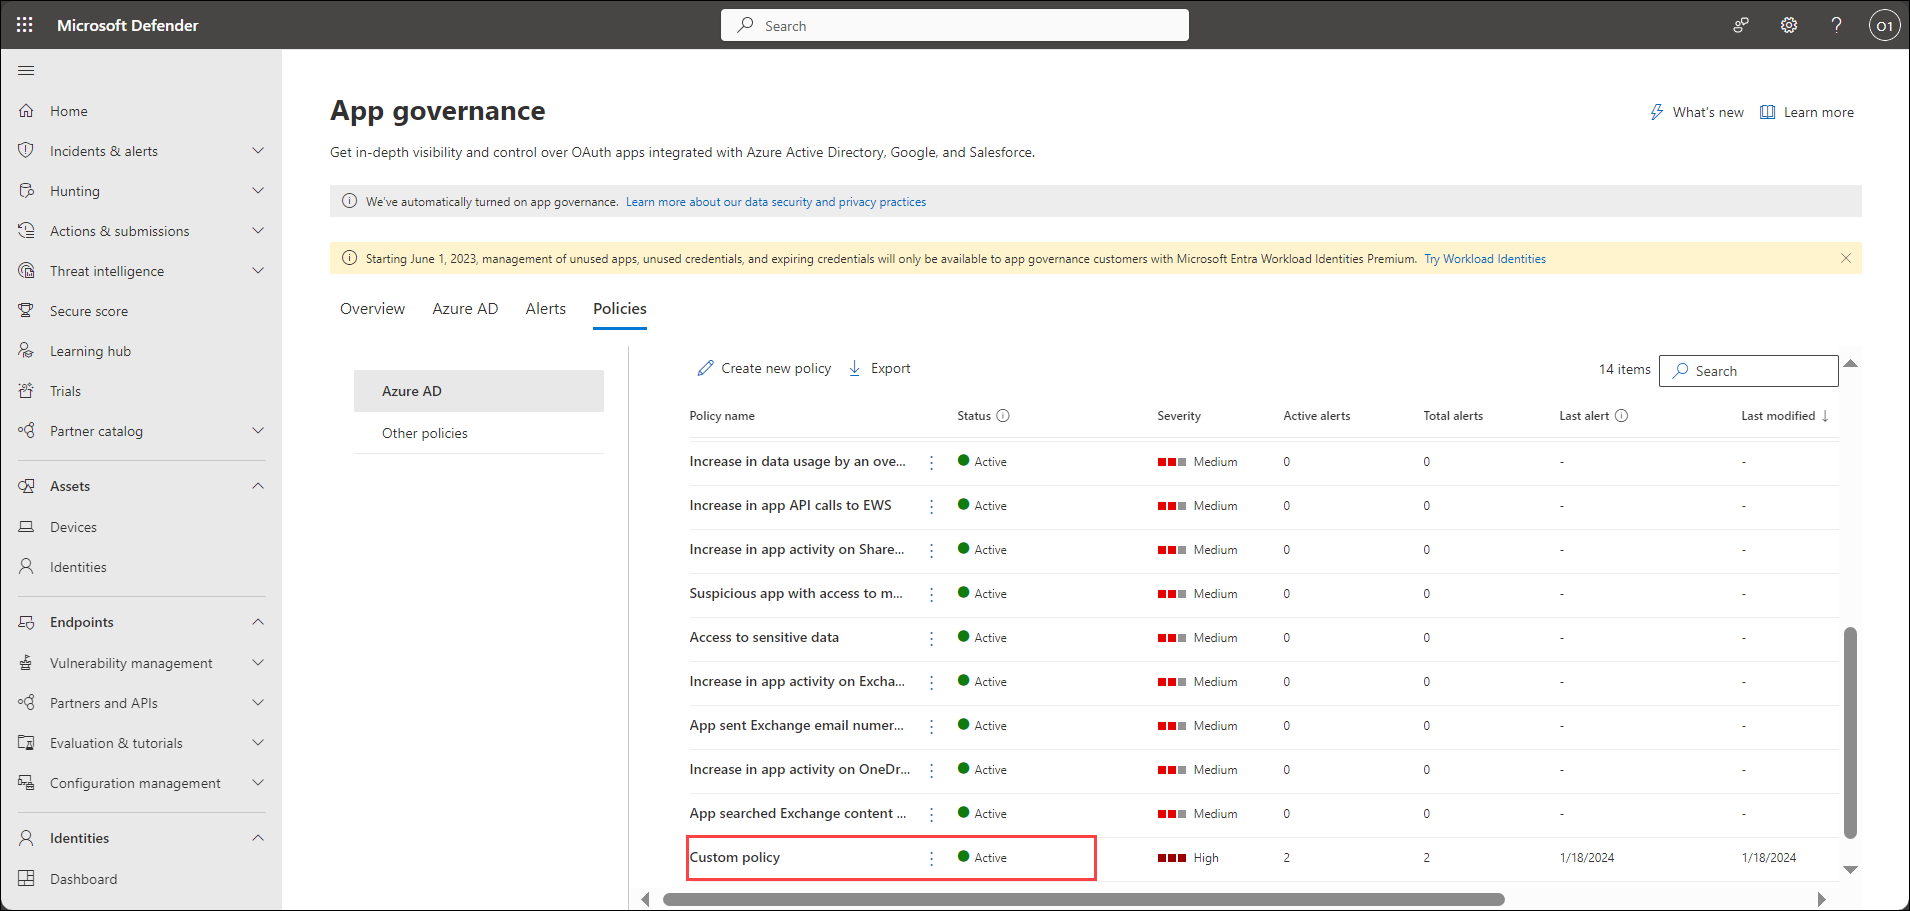 Microsoft Defender
Search
O1
Home
Incidents & alerts
Hunting
Actions & submissions
Threat intelligence
Secure score
Learning hub
Trials
Partner catalog
Assets
Devices
Identities
Endpoints
Vulnerability management
Partners and APIs
Evaluation & tutorials
Configuration management
Identities
Dashboard
App governance
What's new
Learn more
Get in-depth visibility and control over OAuth apps integrated with Azure Active Directory, Google, and Salesforce.
We've automatically turned on app governance. Learn more about our data security and privacy practices
Starting June 1, 2023, management of unused apps, unused credentials, and expiring credentials will only be available to app governance customers with Microsoft Entra Workload Identities Premium. Try Workload Identities
Overview Azure AD Alerts Policies
Azure AD
Other policies
Create new policy Export 14 items Search
Policy name Status Severity Active alerts Total alerts Last alert Last modified ↓
Increase in data usage by an ove... Active Medium 0 0 - -
Increase in app API calls to EWS Active Medium 0 0 - -
Increase in app activity on Share... Active Medium 0 0 - -
Suspicious app with access to m... Active Medium 0 0 - -
Access to sensitive data Active Medium 0 0 - -
Increase in app activity on Excha... Active Medium 0 0 - -
App sent Exchange email numer... Active Medium 0 0 - -
Increase in app activity on OneDr... Active Medium 0 0 - -
App searched Exchange content ... Active Medium 0 0 - -
Custom policy Active High 2 2 1/18/2024 1/18/2024